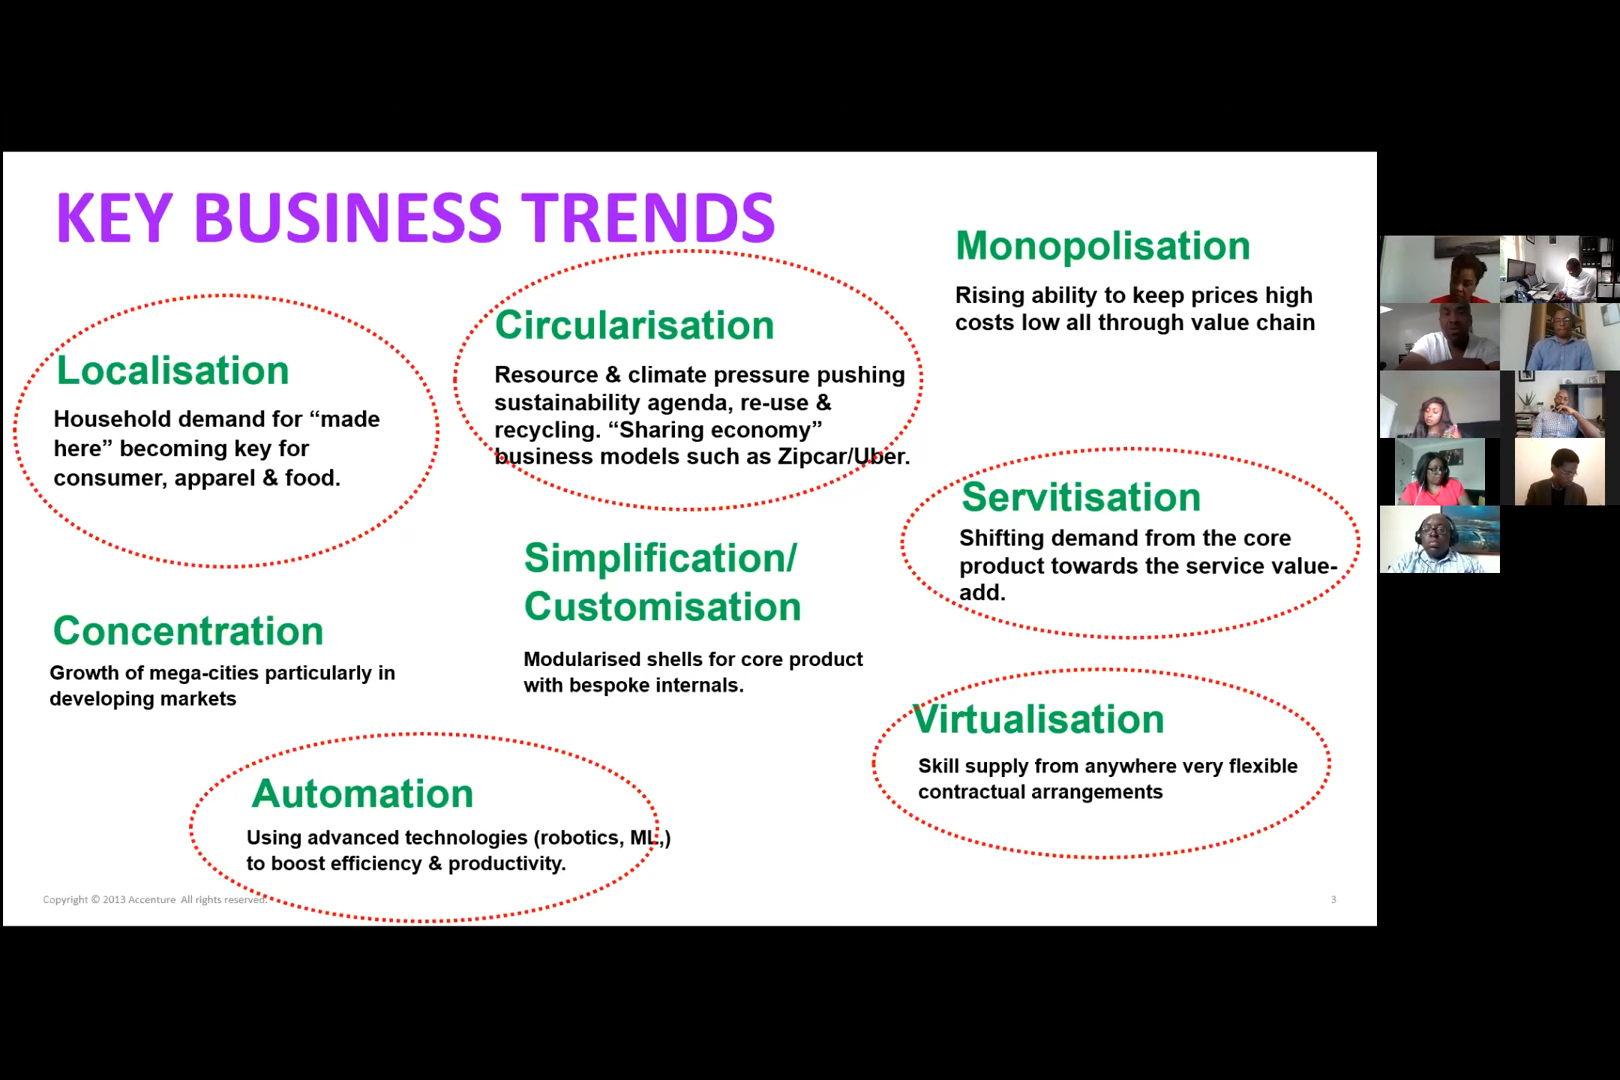 KEY BUSINESS TRENDS
Monopolisation
Rising ability to keep prices high
costs low all through value chain
Circularisation
Resource & climate pressure pushing
sustainability agenda, re-use &
recycling. “Sharing economy”
business models such as Zipcar/Uber.
Localisation
Household demand for “made
here” becoming key for
consumer, apparel & food.
Servitisation
Shifting demand from the core
product towards the service value-
add.
Simplification/
Customisation
Modularised shells for core product
with bespoke internals.
Concentration
Growth of mega-cities particularly in
developing markets
Virtualisation
Skill supply from anywhere very flexible
contractual arrangements
Automation
Using advanced technologies (robotics, ML,)
to boost efficiency & productivity.
Copyright © 2013 Accenture All rights reserved.
3